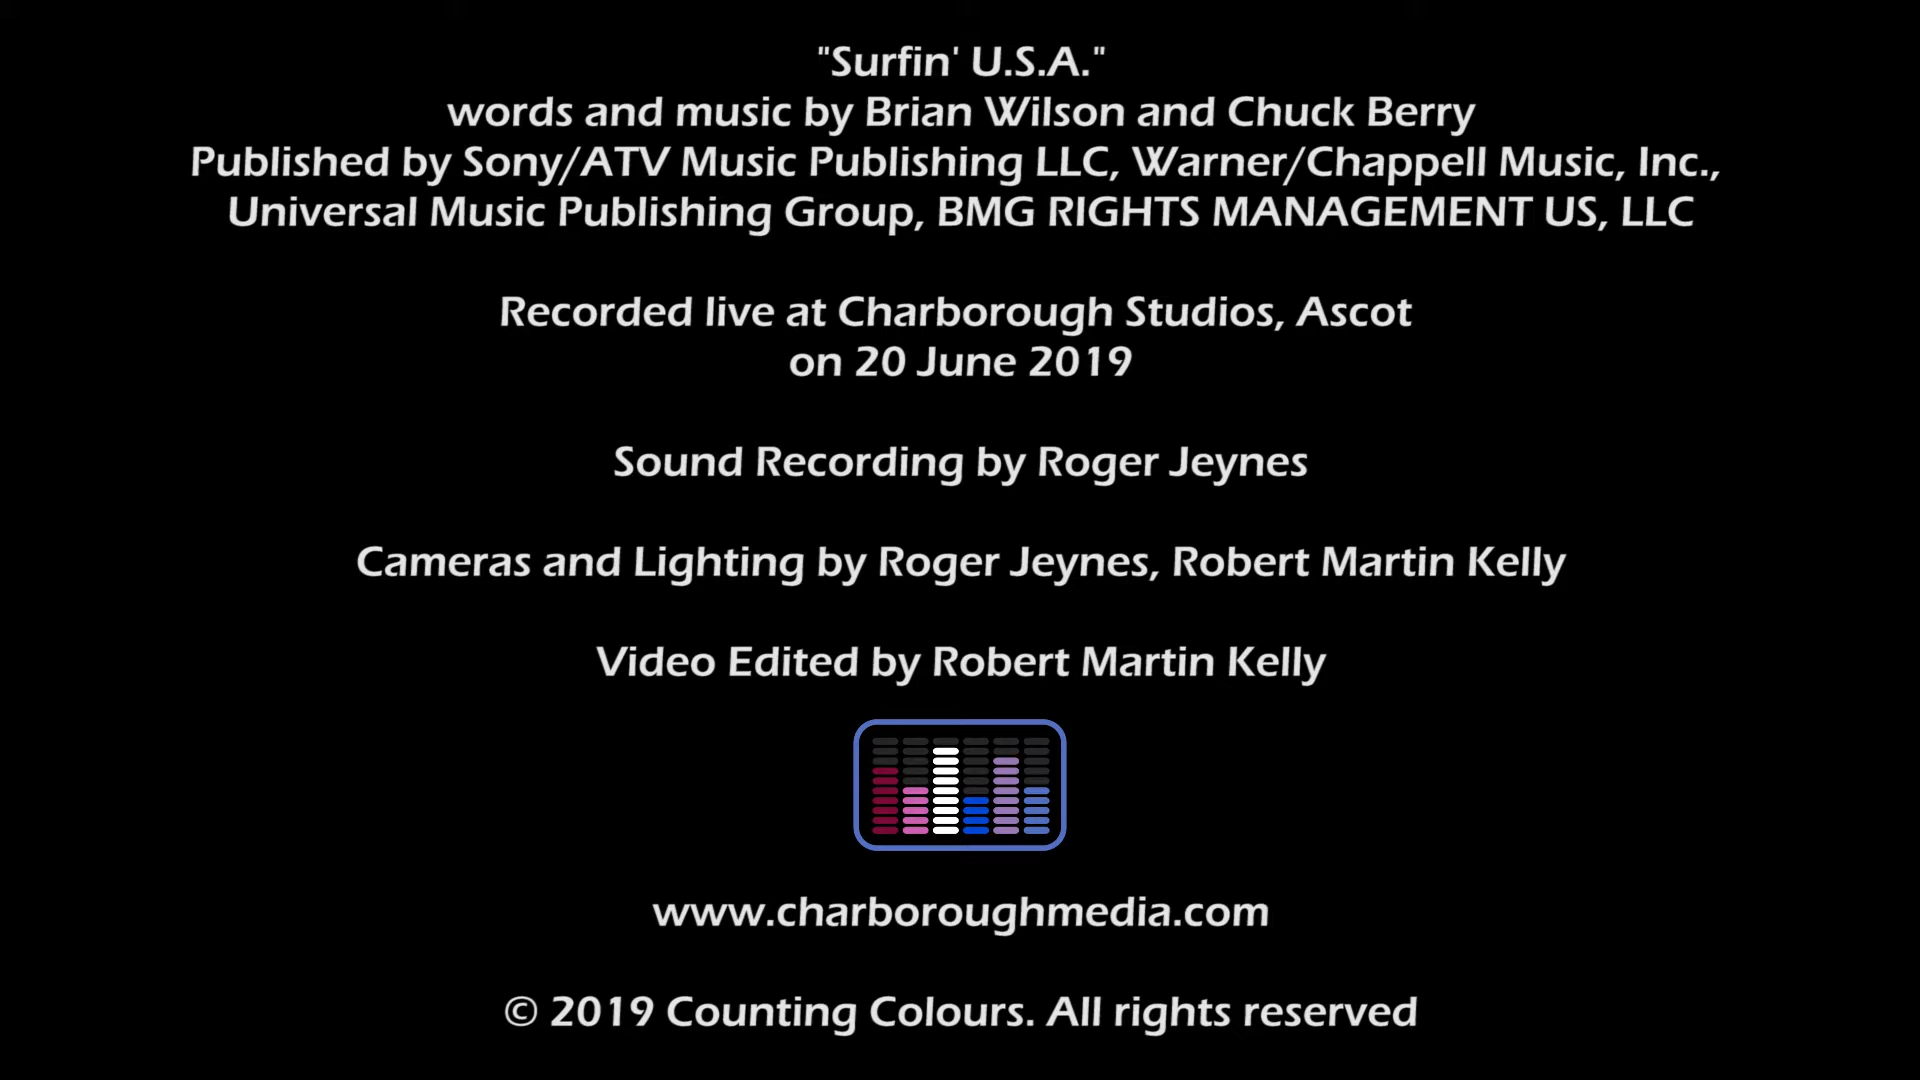 "Surfin' U.S.A."
words and music by Brian Wilson and Chuck Berry
Published by Sony/ATV Music Publishing LLC, Warner/Chappell Music, Inc.,
Universal Music Publishing Group, BMG RIGHTS MANAGEMENT US, LLC
Recorded live at Charborough Studios, Ascot
on 20 June 2019
Sound Recording by Roger Jeynes
Cameras and Lighting by Roger Jeynes, Robert Martin Kelly
Video Edited by Robert Martin Kelly
www.charboroughmedia.com
© 2019 Counting Colours. All rights reserved